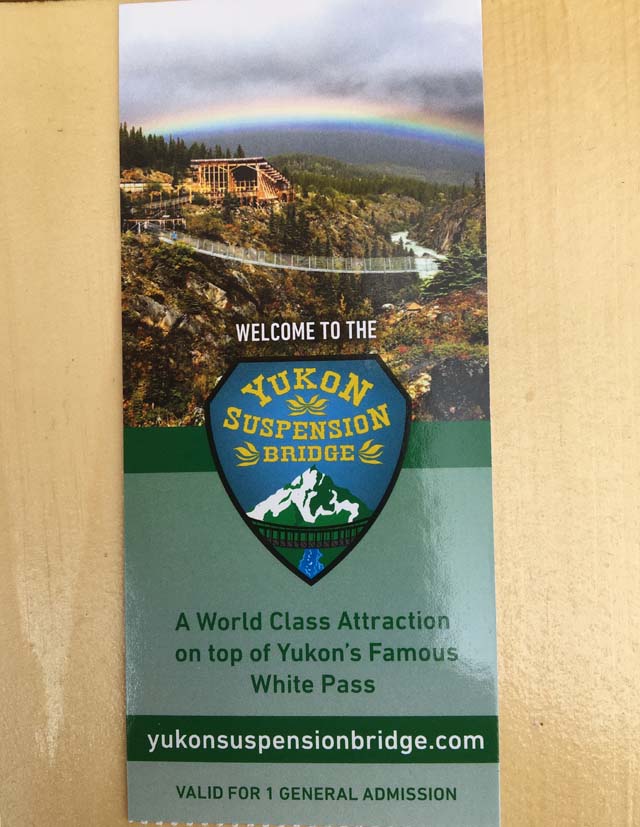 WELCOME TO THE
YUKON
SUSPENSION
BRIDGE
A World Class Attraction
on top of Yukon's Famous
White Pass
yukonsuspensionbridge.com
VALID FOR 1 GENERAL ADMISSION